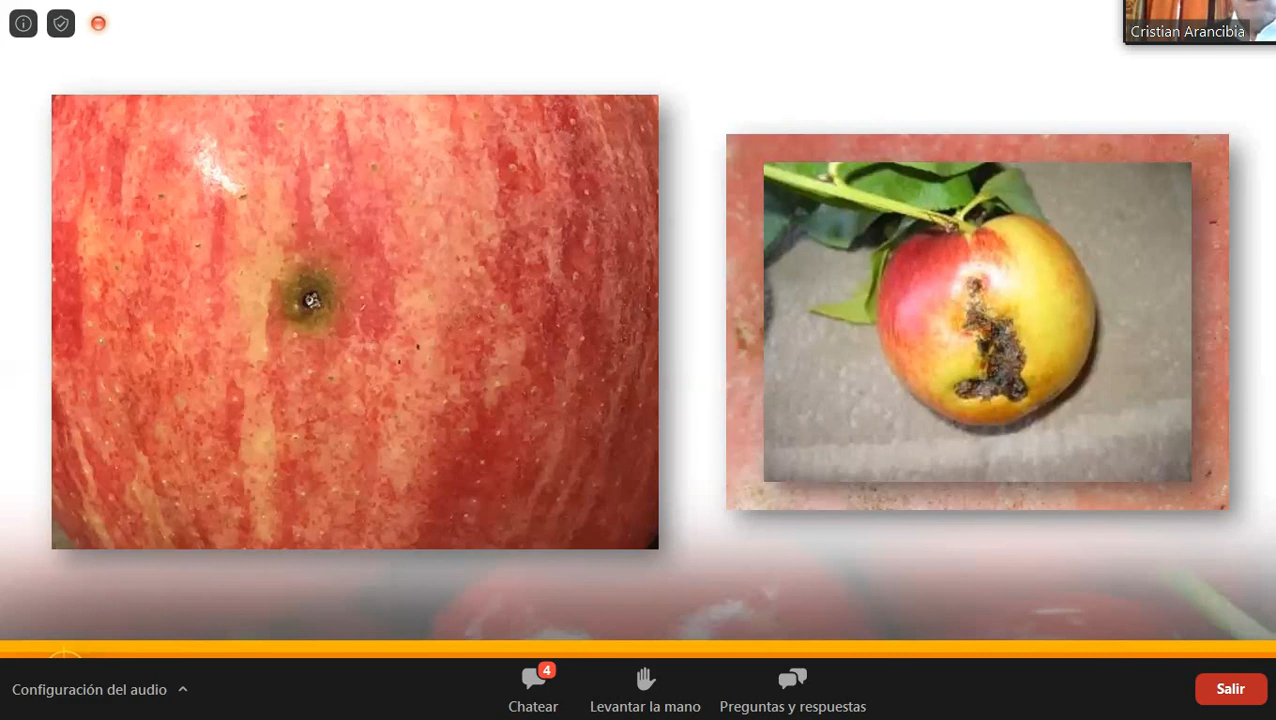 Cristian Arancibia
Configuración del audio
4
Chatear
Levantar la mano
Preguntas y respuestas
Salir